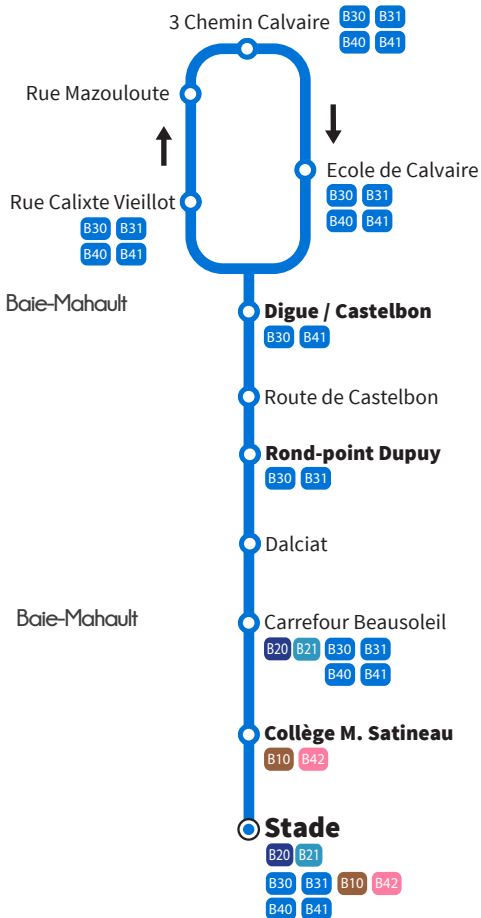 3 Chemin Calvaire
B30 B31
B40 B41
Rue Mazouloute
Ecole de Calvaire
B30 B31
B40 B41
Rue Calixte Vieillot
B30 B31
B40 B41
Baie-Mahault
Digue / Castelbon
B30 B41
Route de Castelbon
Rond-point Dupuy
B30 B31
Dalciat
Baie-Mahault
Carrefour Beausoleil
B20 B21 B30 B31
B40 B41
Collège M. Satineau
B10 B42
Stade
B20 B21
B30 B31 B10 B42
B40 B41